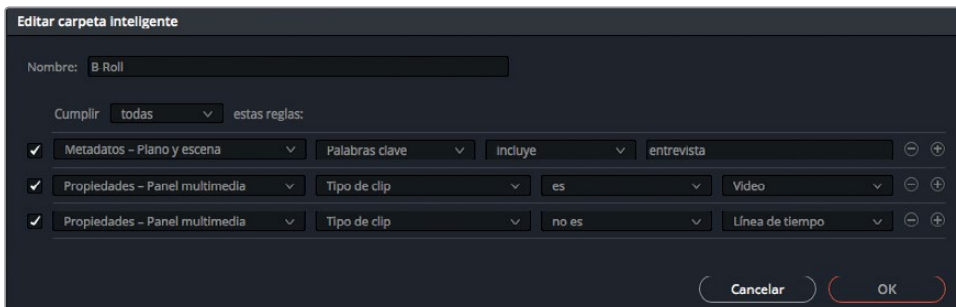 Editar carpeta inteligente
Nombre: B Roll
Cumplir todas estas reglas:
Metadatos – Plano y escena Palabras clave incluye entrevista
Propiedades – Panel multimedia Tipo de clip es Video
Propiedades – Panel multimedia Tipo de clip no es Línea de tiempo
Cancelar OK